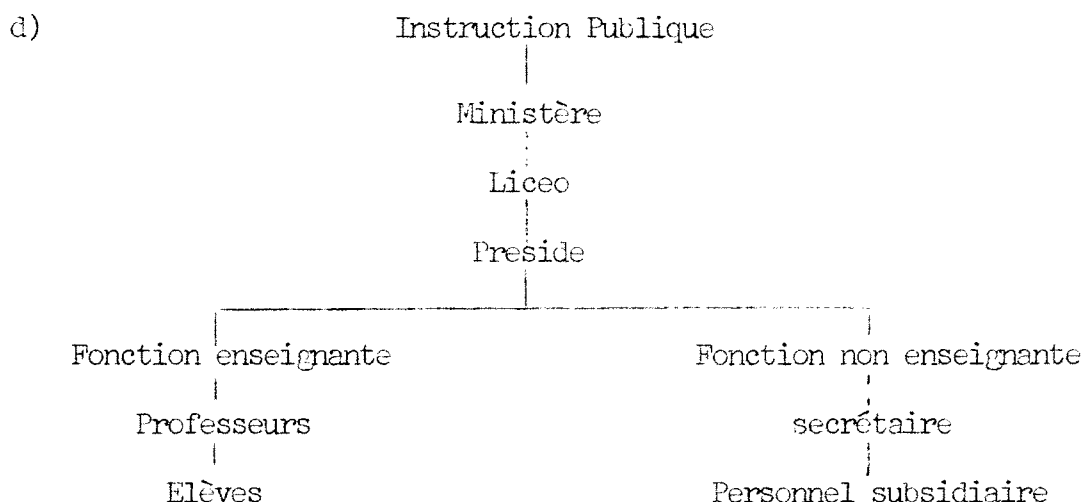 d) Instruction Publique
Ministère
Liceo
Preside
Fonction enseignante Fonction non enseignante
Professeurs secrétaire
Elèves Personnel subsidiaire